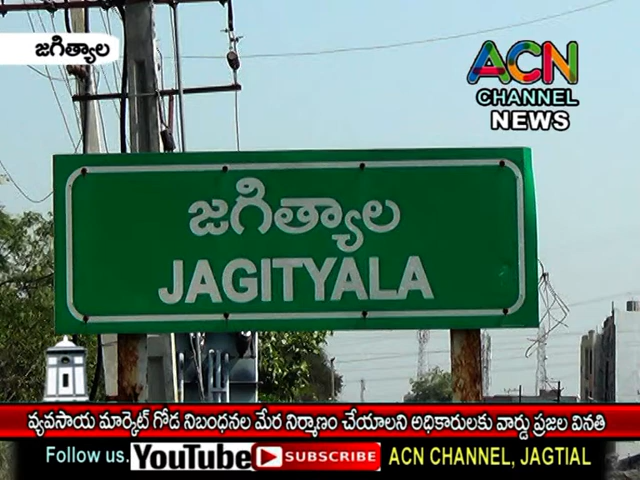 జగిత్యాల
ACN
CHANNEL
NEWS
జగిత్యాల
JAGITYALA
వ్యవసాయ మార్కెట్ గోడ నిబంధనల మేర నిర్మాణం చేయాలని అధికారులకు వార్డు ప్రజల వినతి
Follow us. YouTube SUBSCRIBE ACN CHANNEL, JAGTIAL